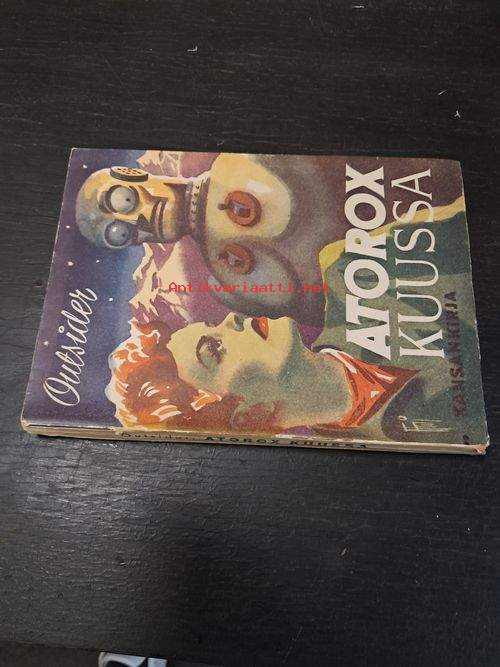 Outsider
ATOROX
KUUSSA
KANSANKIRJA
Outsider ATOROX KUUSSA
Antikvariaatti.net